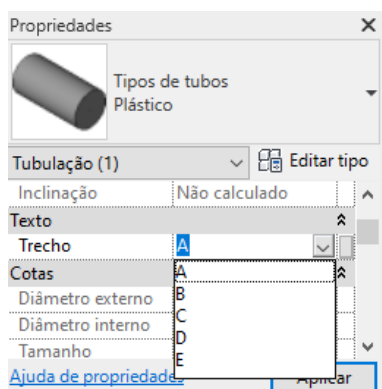 Propriedades
Tipos de tubos
Plástico
Tubulação (1)
Editar tipo
Inclinação Não calculado
Texto
Trecho A
A
Cotas
B
Diâmetro externo
C
Diâmetro interno
D
Tamanho
E
Ajuda de propriedades Aplicar